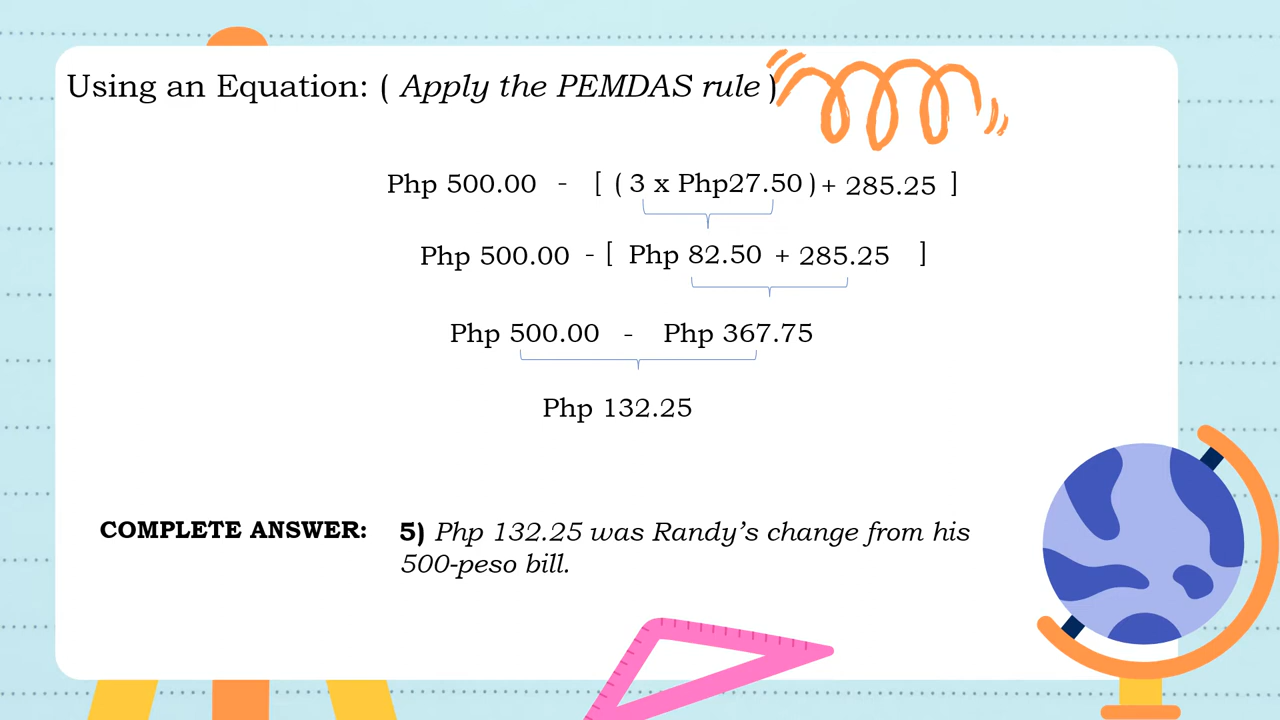 Using an Equation: ( Apply the PEMDAS rule )
Php 500.00 - [ ( 3 x Php27.50 ) + 285.25 ]
Php 500.00 - [ Php 82.50 + 285.25 ]
Php 500.00 - Php 367.75
Php 132.25
COMPLETE ANSWER: 5) Php 132.25 was Randy’s change from his
500-peso bill.